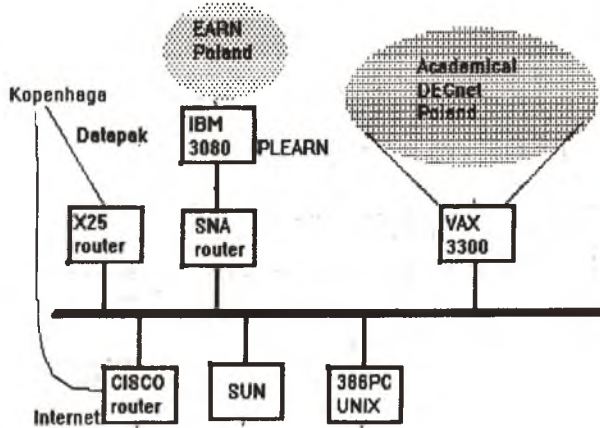 EARN
Poland
Academical
DECnet
Poland
Kopenhaga
Datapak
IBM
3080
PLEARN
X25
router
SNA
router
VAX
3300
CISCO
router
SUN
386PC
UNIX
Internet